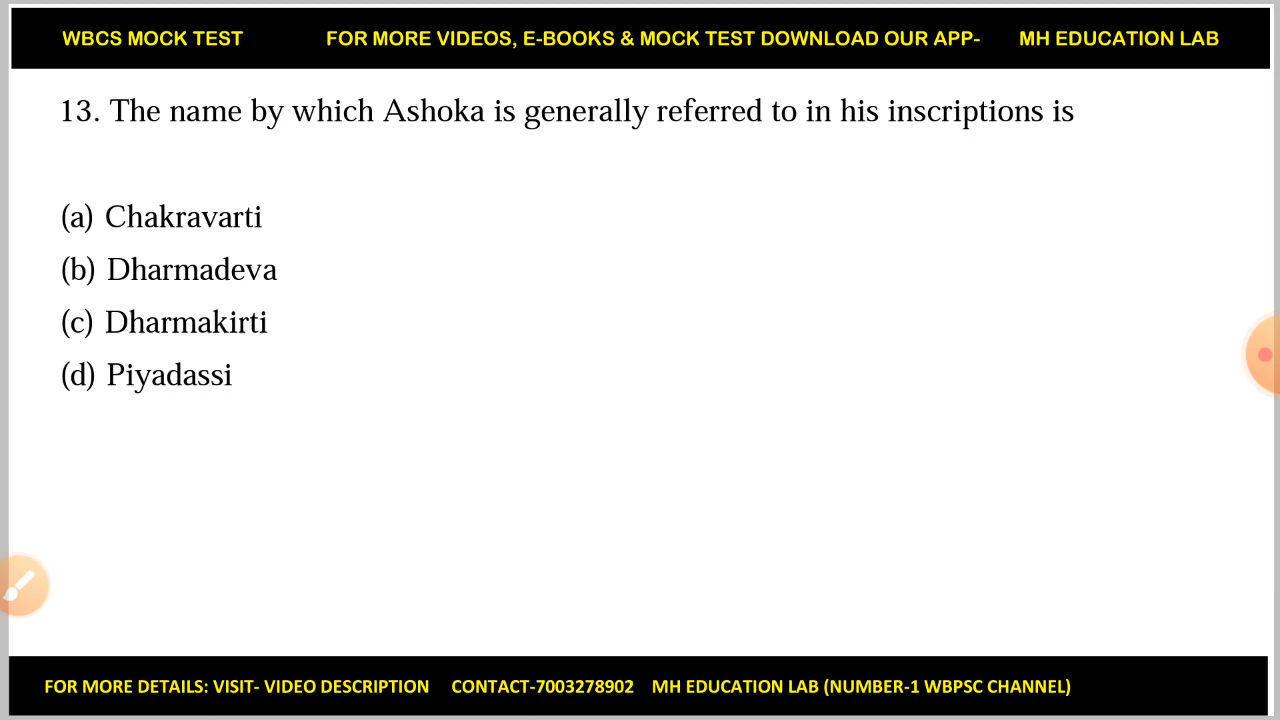 WBCS MOCK TEST FOR MORE VIDEOS, E-BOOKS & MOCK TEST DOWNLOAD OUR APP- MH EDUCATION LAB
13. The name by which Ashoka is generally referred to in his inscriptions is
(a) Chakravarti
(b) Dharmadeva
(c) Dharmakirti
(d) Piyadassi
FOR MORE DETAILS: VISIT- VIDEO DESCRIPTION CONTACT-7003278902 MH EDUCATION LAB (NUMBER-1 WBPSC CHANNEL)